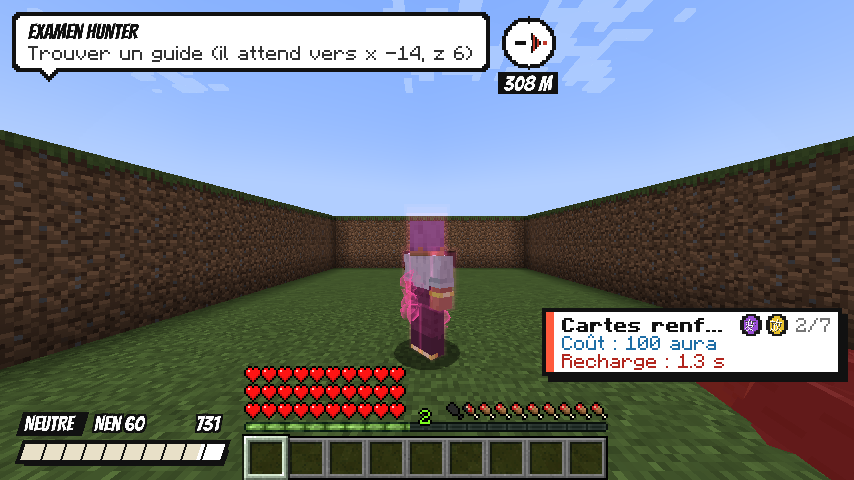 EXAMEN HUNTER
Trouver un guide (il attend vers x -14, z 6)
308 M
Cartes renf... 2/7
Coût : 100 aura
Recharge : 1.3 s
2
NEUTRE NEN 60 731